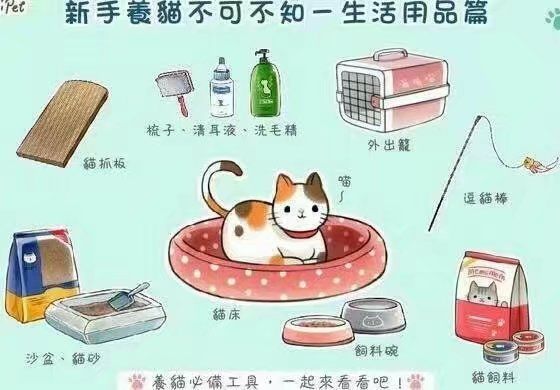 iPet
新手養貓不可不知－生活用品篇
貓抓板
梳子、清耳液、洗毛精
外出籠
喵~
逗貓棒
沙盆、貓砂
貓床
飼料碗
貓飼料
養貓必備工具，一起來看看吧！